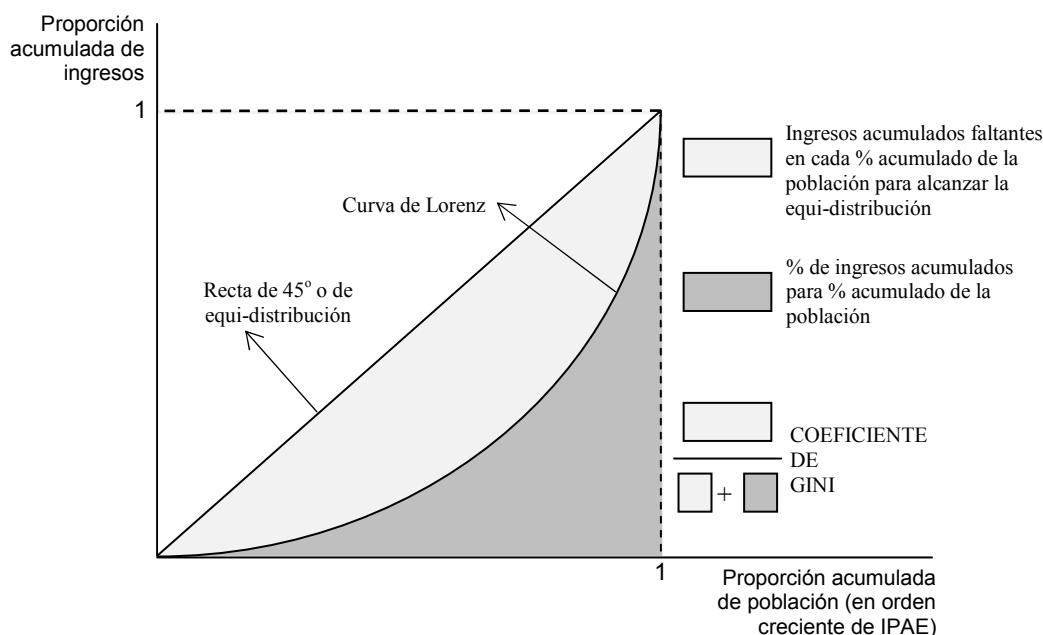 Proporción
acumulada de
ingresos
1
Ingresos acumulados faltantes
en cada % acumulado de la
población para alcanzar la
equi-distribución
Curva de Lorenz
% de ingresos acumulados
para % acumulado de la
población
Recta de 45º o de
equi-distribución
COEFICIENTE
DE
GINI
+
1
Proporción acumulada
de población (en orden
creciente de IPAE)